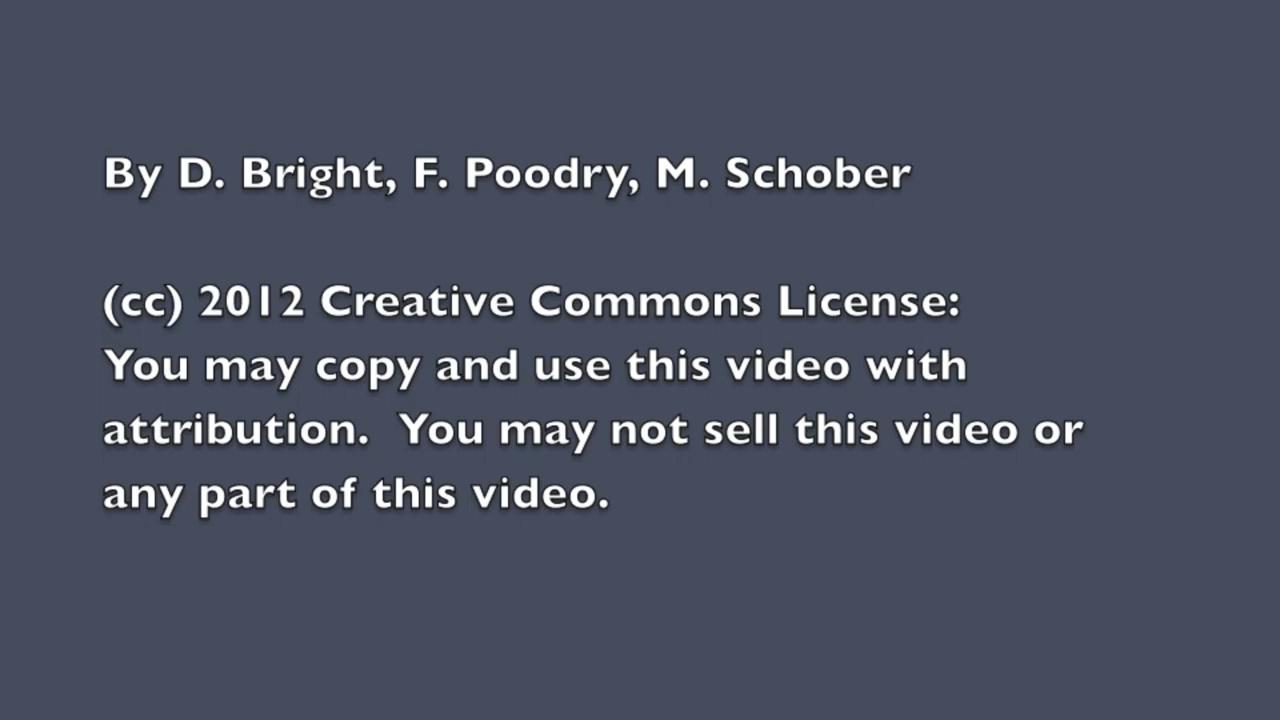 By D. Bright, F. Poodry, M. Schober
(cc) 2012 Creative Commons License:
You may copy and use this video with
attribution.  You may not sell this video or
any part of this video.